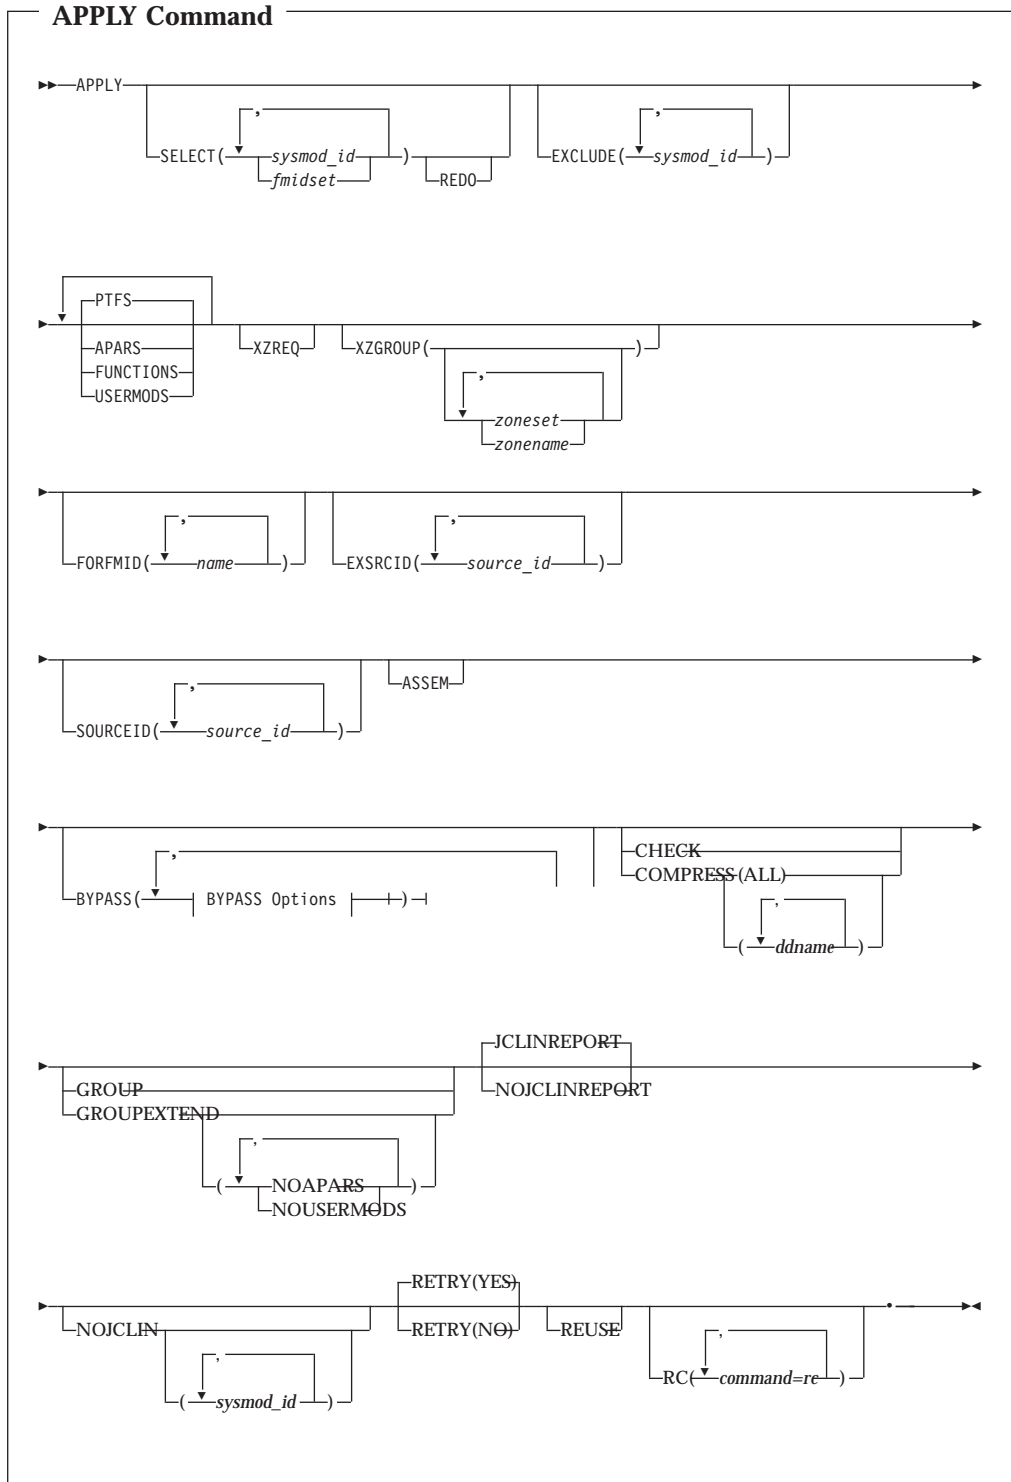 APPLY Command
APPLY
,
,
SELECT( sysmod_id )
EXCLUDE( sysmod_id )
fmidset
REDO
PTFS
APARS
FUNCTIONS
USERMODS
XZREQ
XZGROUP( )
,
zoneset
zonename
,
,
FORFMID( name )
EXSRCID( source_id )
,
SOURCEID( source_id )
ASSEM
,
BYPASS( BYPASS Options )
CHECK
COMPRESS (ALL)
,
( ddname )
GROUP
GROUPEXTEND
,
( NOAPARS )
NOUSERMODS
JCLINREPORT
NOJCLINREPORT
NOJCLIN
,
( sysmod_id )
RETRY(YES)
RETRY(NO)
REUSE
,
RC( command=rc )
.